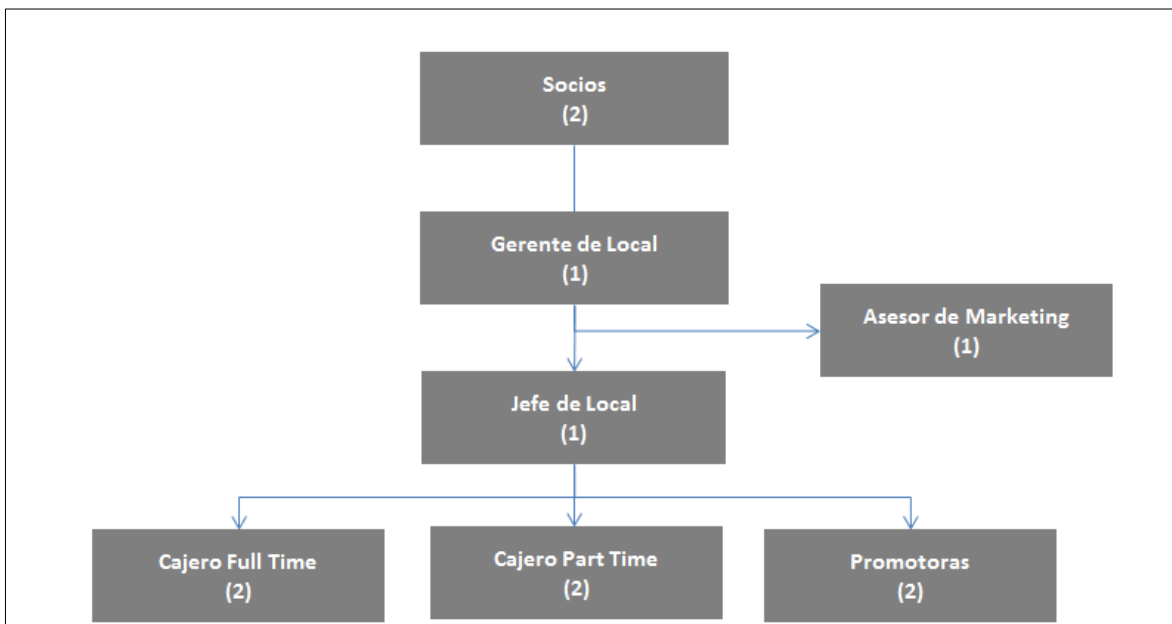 Socios
(2)
Gerente de Local
(1)
Asesor de Marketing
(1)
Jefe de Local
(1)
Cajero Full Time
(2)
Cajero Part Time
(2)
Promotoras
(2)